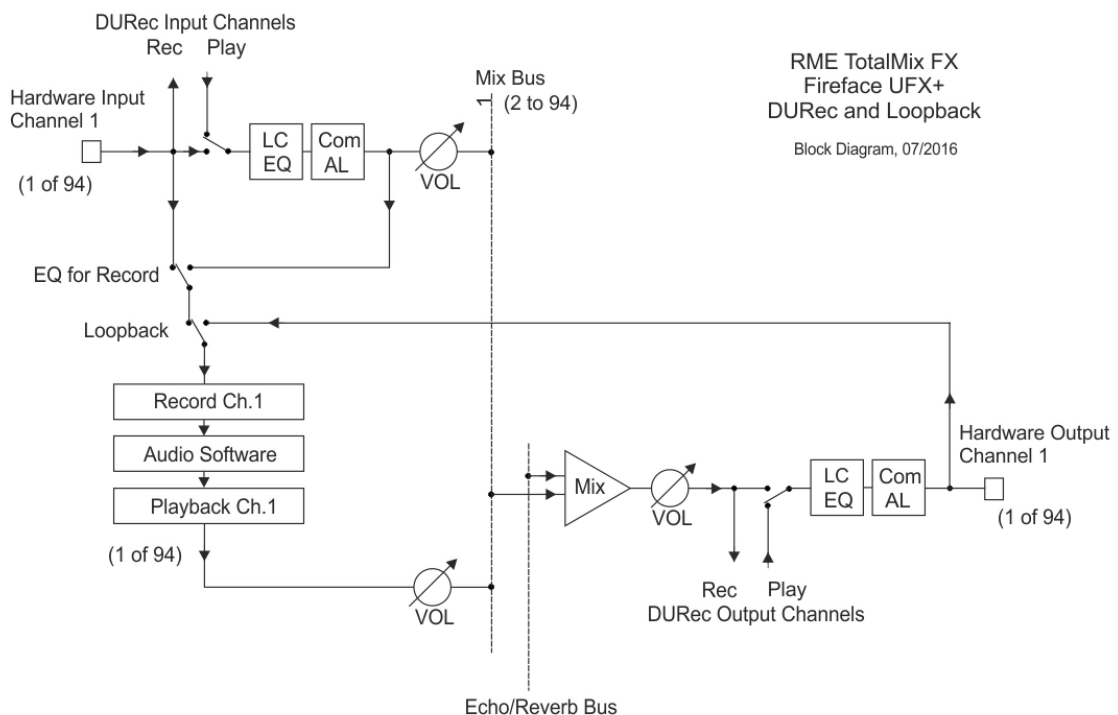 DURec Input Channels
Rec Play
Hardware Input
Channel 1
(1 of 94)
LC
EQ
Com
AL
VOL
Mix Bus
1 (2 to 94)
RME TotalMix FX
Fireface UFX+
DURec and Loopback
Block Diagram, 07/2016
EQ for Record
Loopback
Record Ch.1
Audio Software
Playback Ch.1
(1 of 94)
VOL
Mix
VOL
LC
EQ
Com
AL
Hardware Output
Channel 1
(1 of 94)
Rec Play
DURec Output Channels
Echo/Reverb Bus